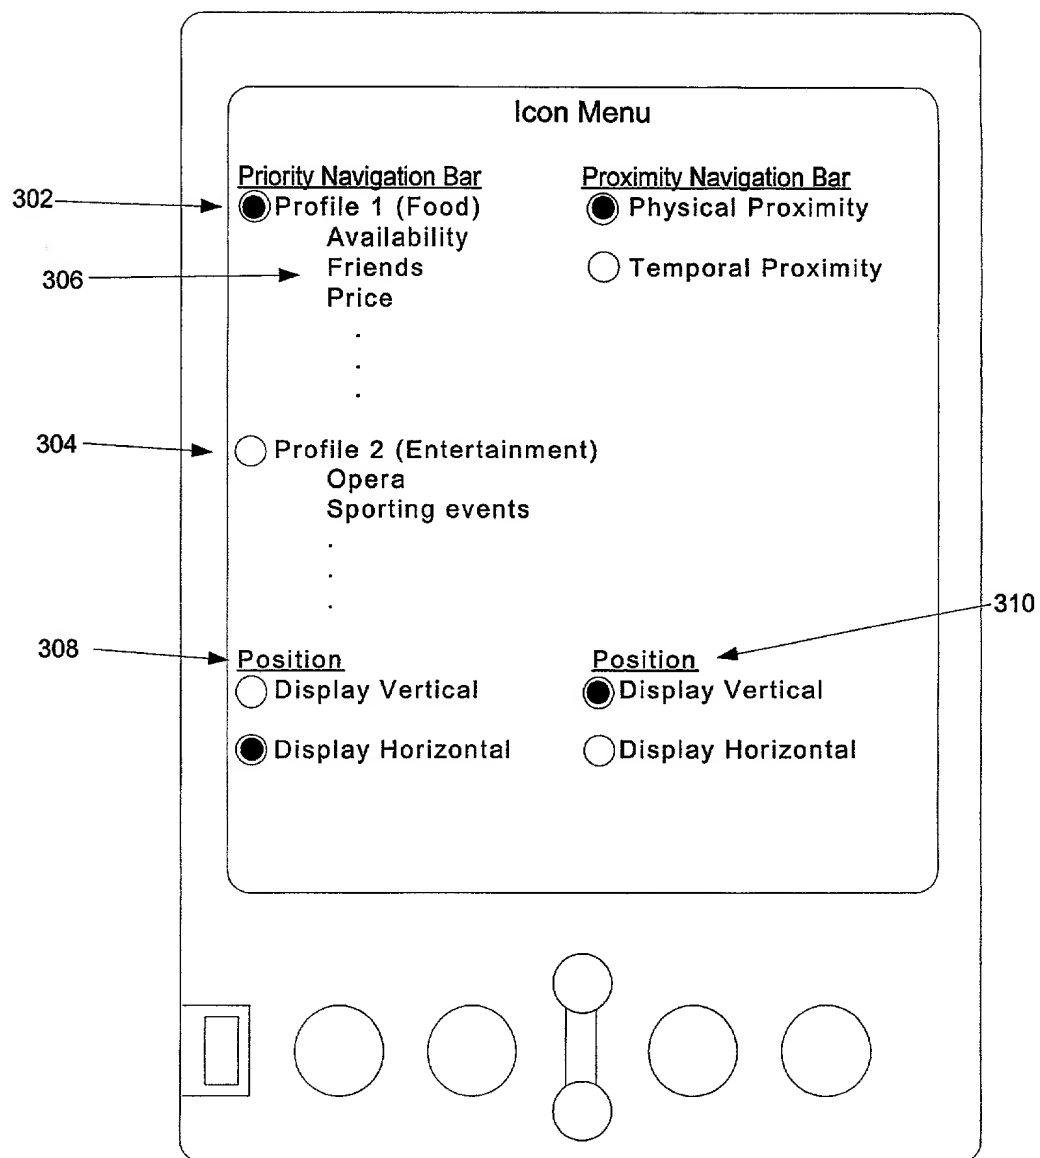 Icon Menu
Priority Navigation Bar
Proximity Navigation Bar
302
Profile 1 (Food)
Physical Proximity
Availability
306
Friends
Temporal Proximity
Price
.
.
.
304
Profile 2 (Entertainment)
Opera
Sporting events
.
.
.
310
308
Position
Position
Display Vertical
Display Vertical
Display Horizontal
Display Horizontal